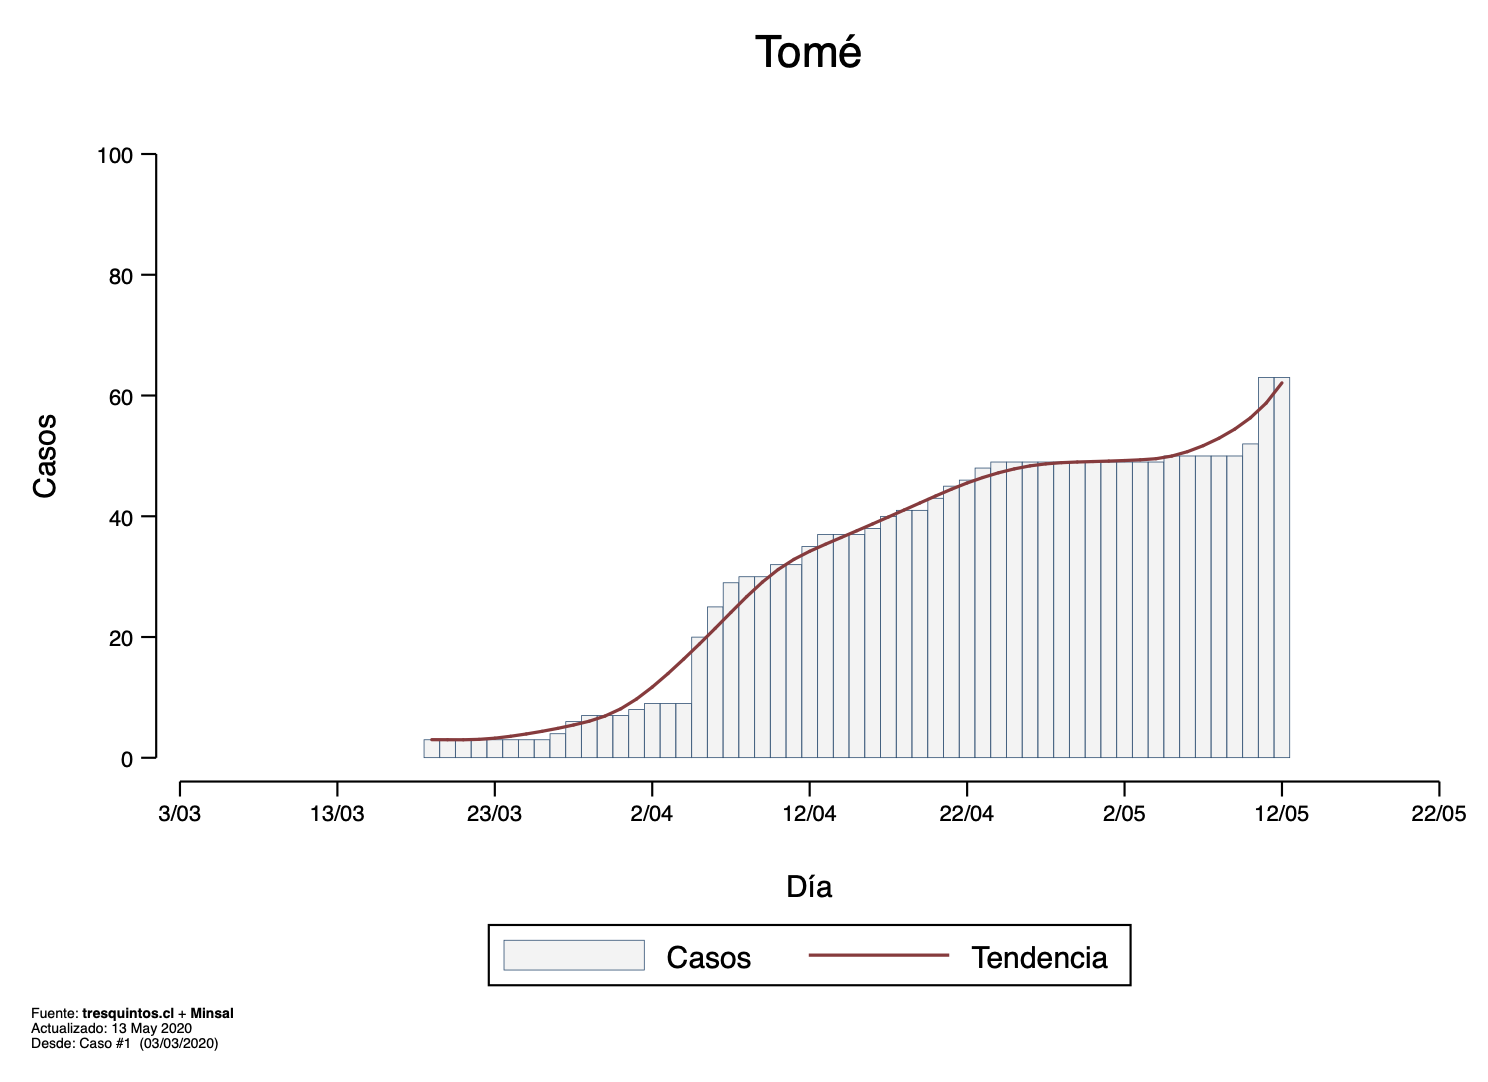 Tomé
100
80
60
40
20
0
Casos
3/03 13/03 23/03 2/04 12/04 22/04 2/05 12/05 22/05
Día
Casos Tendencia
Fuente: tresquintos.cl + Minsal
Actualizado: 13 May 2020
Desde: Caso #1 (03/03/2020)